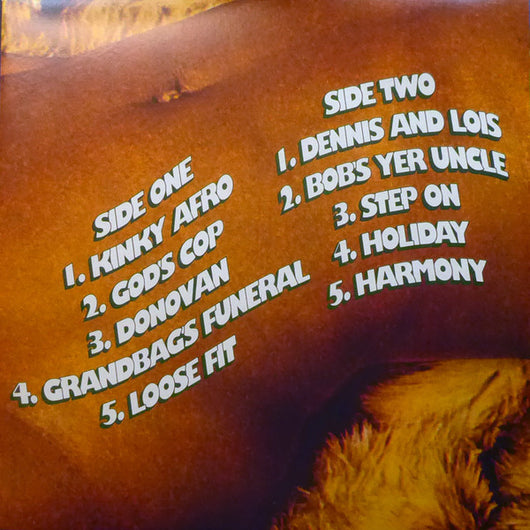 SIDE ONE
1. KINKY AFRO
2. GOD'S COP
3. DONOVAN
4. GRANDBAG'S FUNERAL
5. LOOSE FIT
SIDE TWO
1. DENNIS AND LOIS
2. BOB'S YER UNCLE
3. STEP ON
4. HOLIDAY
5. HARMONY